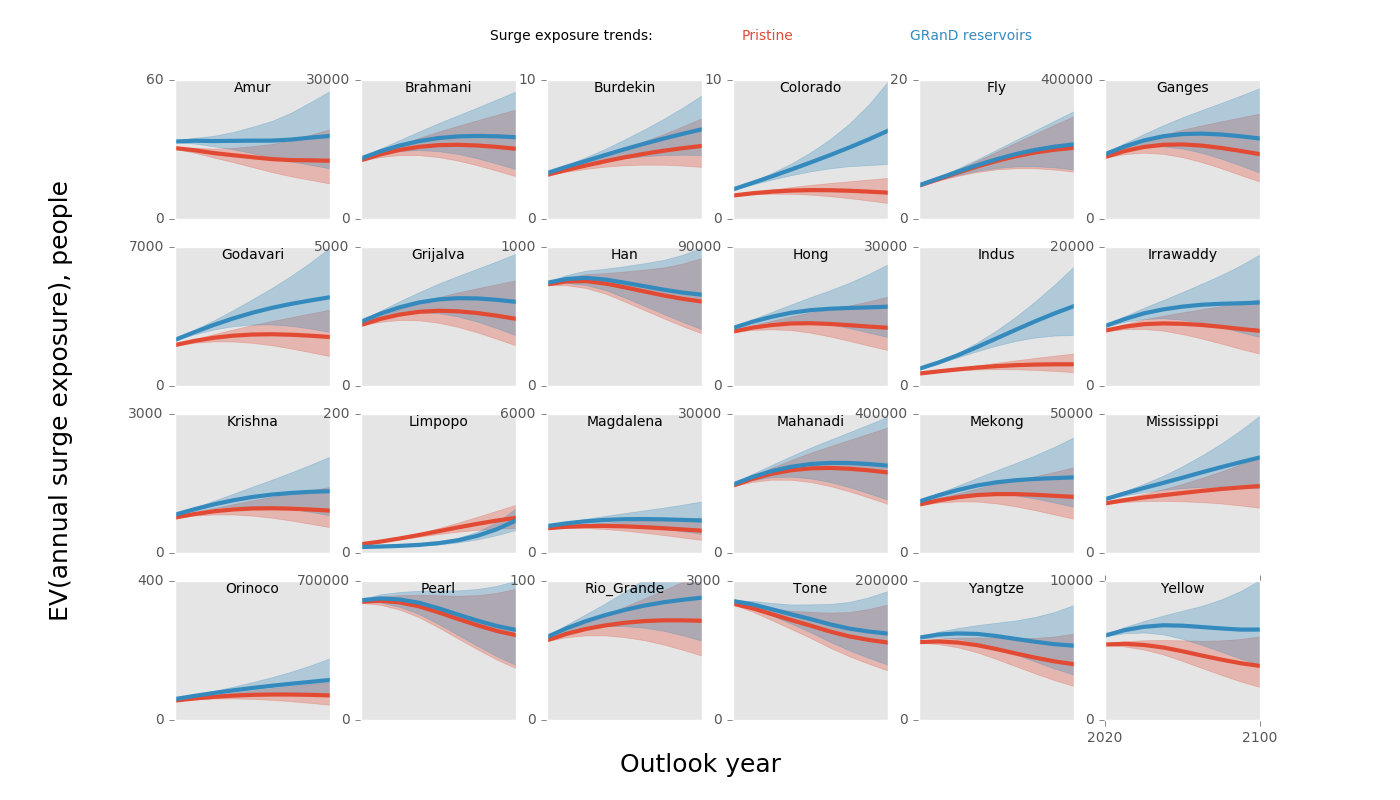 Surge exposure trends: Pristine GRanD reservoirs
60 Amur 30000 Brahmani 10 Burdekin 10 Colorado 20 Fly 400000 Ganges
0 0 0 0 0 0
7000 Godavari 5000 Grijalva 1000 Han 90000 Hong 30000 Indus 20000 Irrawaddy
0 0 0 0 0 0
3000 Krishna 200 Limpopo 6000 Magdalena 30000 Mahanadi 400000 Mekong 50000 Mississippi
0 0 0 0 0 0
400 Orinoco 700000 Pearl 100 Rio_Grande 3000 Tone 200000 Yangtze 10000 Yellow
0 0 0 0 0 0
2020 2100
Outlook year
EV(annual surge exposure), people